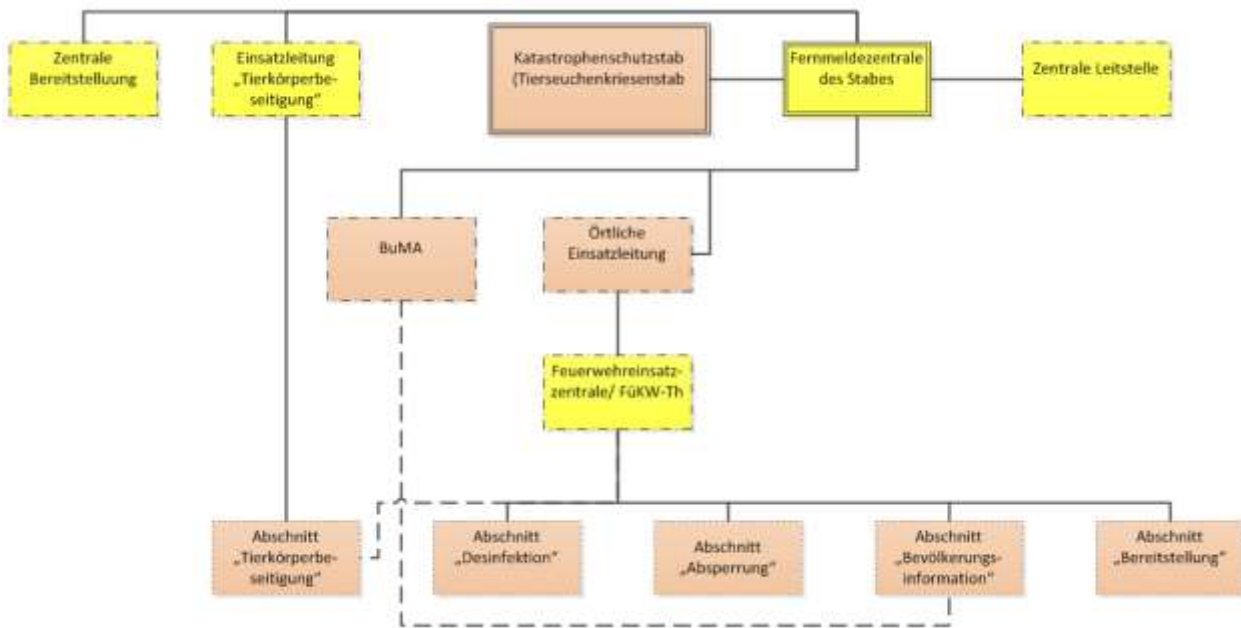 Zentrale
Bereitstelluung
Einsatzleitung
„Tierkörperbe-
seitigung“
Katastrophenschutzstab
(Tierseuchenkriesenstab
Fernmeldezentrale
des Stabes
Zentrale Leitstelle
BuMA
Örtliche
Einsatzleitung
Feuerwehreinsatz-
zentrale/ FüKW-Th
Abschnitt
„Tierkörperbe-
seitigung“
Abschnitt
„Desinfektion“
Abschnitt
„Absperrung“
Abschnitt
„Bevölkerungs-
information“
Abschnitt
„Bereitstellung“